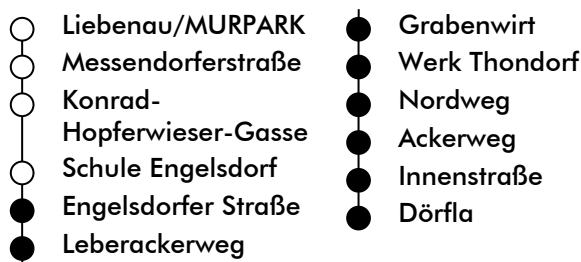 Liebenau/MURPARK
Messendorferstraße
Konrad-
Hopferwieser-Gasse
Schule Engelsdorf
Engelsdorfer Straße
Leberackerweg
Grabenwirt
Werk Thondorf
Nordweg
Ackerweg
Innenstraße
Dörfla